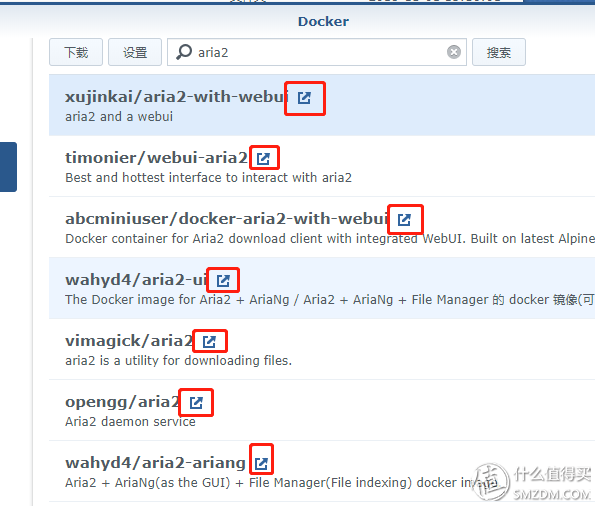 Docker
下载 设置 aria2 搜索
xujinkai/aria2-with-webui
aria2 and a webui
timonier/webui-aria2
Best and hottest interface to interact with aria2
abcminiuser/docker-aria2-with-webui
Docker container for Aria2 download client with integrated WebUI. Built on latest Alpine
wahyd4/aria2-ui
The Docker image for Aria2 + AriaNg / Aria2 + AriaNg + File Manager 的 docker 镜像(可
vimagick/aria2
aria2 is a utility for downloading files.
opengg/aria2
Aria2 daemon service
wahyd4/aria2-ariang
Aria2 + AriaNg(as the GUI) + File Manager(File indexing) docker image
值 什么值得买
SMZDM.COM